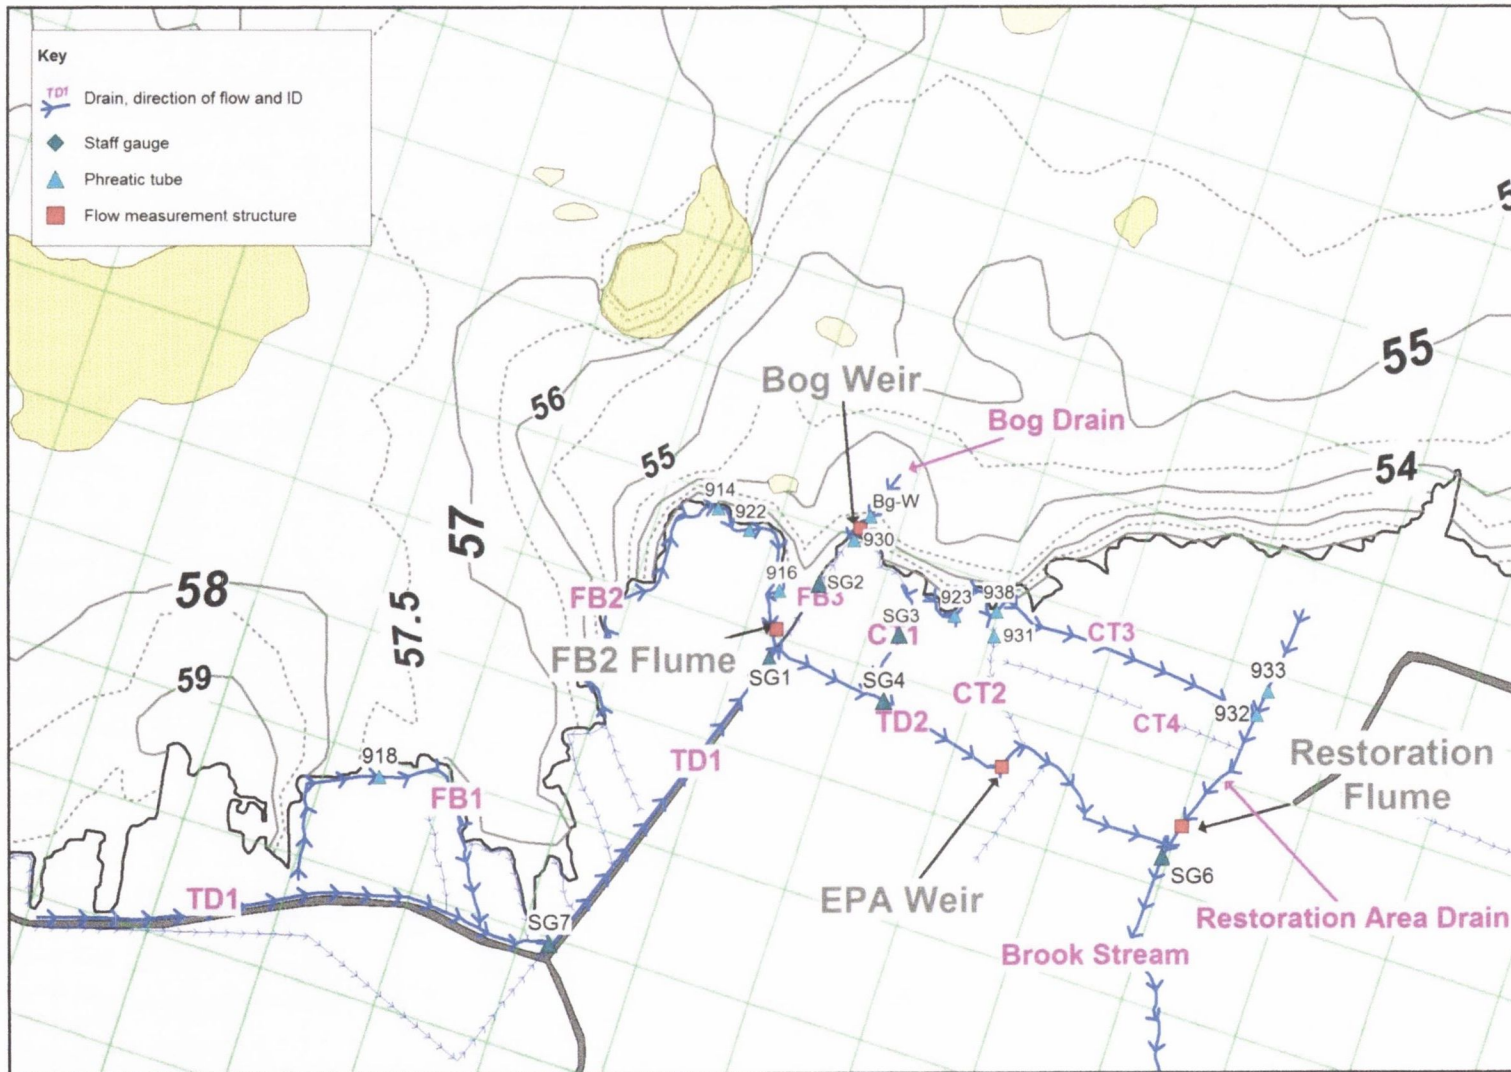 Key
TD1
Drain, direction of flow and ID
Staff gauge
Phreatic tube
Flow measurement structure
55
Bog Weir
56
Bog Drain
55
54
914
922
Bg-W
57
930
58
916
FB2
SG2
FB3
923
938
57.5
SG3
CT3
931
FB2 Flume
59
SG1
SG4
CT2
933
TD2
CT4
932
918
TD1
Restoration
Flume
FB1
SG6
EPA Weir
TD1
SG7
Restoration Area Drain
Brook Stream